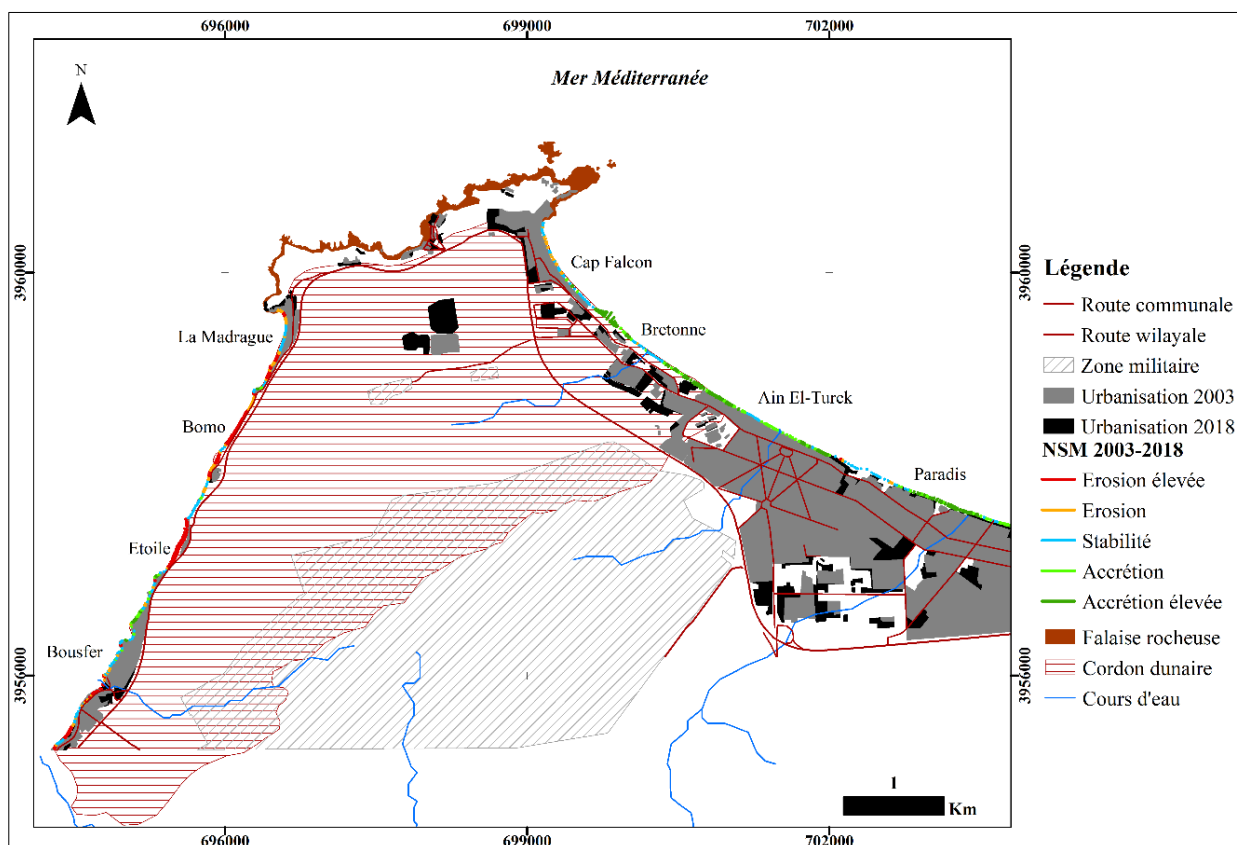 696000
699000
702000
N
Mer Méditerranée
3960000
3960000
Cap Falcon
La Madrague
Bretonne
Ain El-Turck
Bomo
Paradis
Etoile
Bousfer
3956000
3956000
1
Km
696000
699000
702000
Légende
Route communale
Route wilayale
Zone militaire
Urbanisation 2003
Urbanisation 2018
NSM 2003-2018
Erosion élevée
Erosion
Stabilité
Accrétion
Accrétion élevée
Falaise rocheuse
Cordon dunaire
Cours d'eau